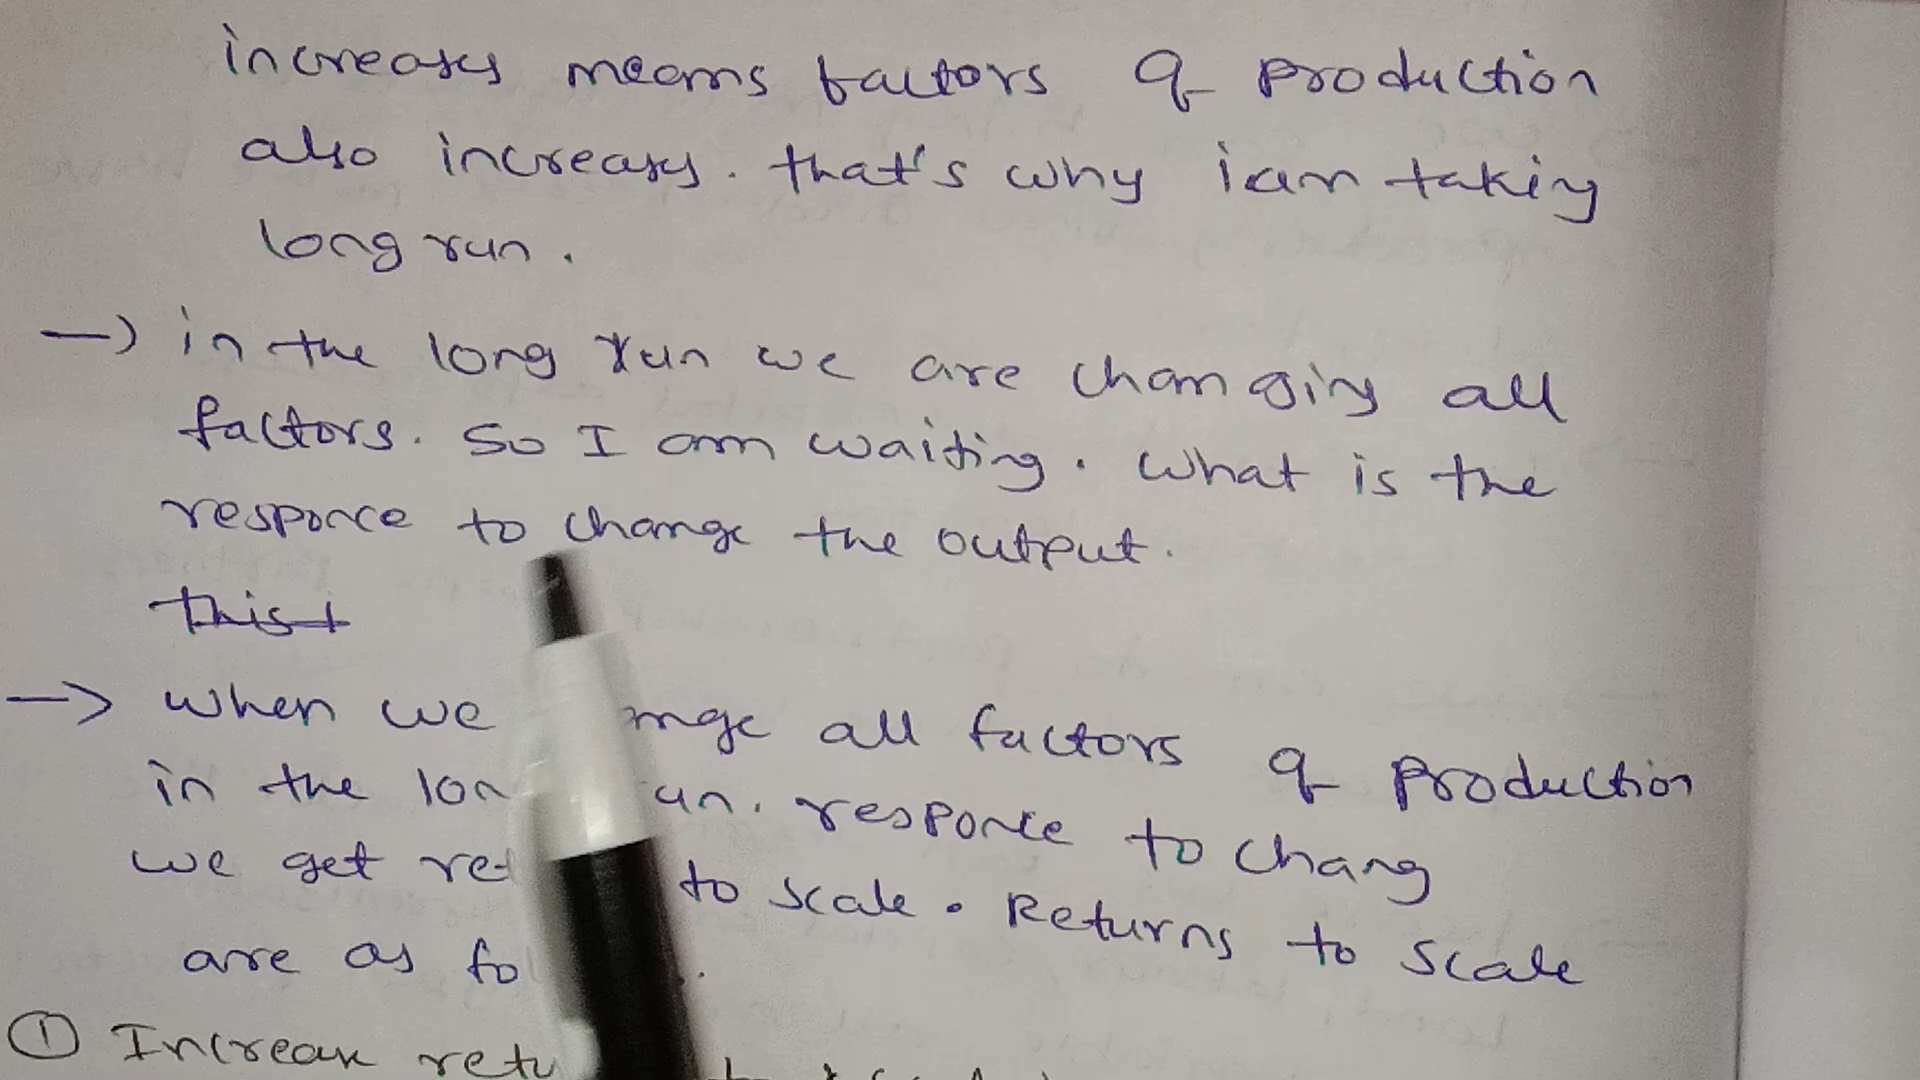 increases means factors of production
also increases. that's why iam taking
long run.
→ in the long run we are changing all
factors. So I am waiting. What is the
responce to change the output.
this
→ when we all factors of production
in the responce to chang
we get to scale. Returns to scale
are as
① Increase